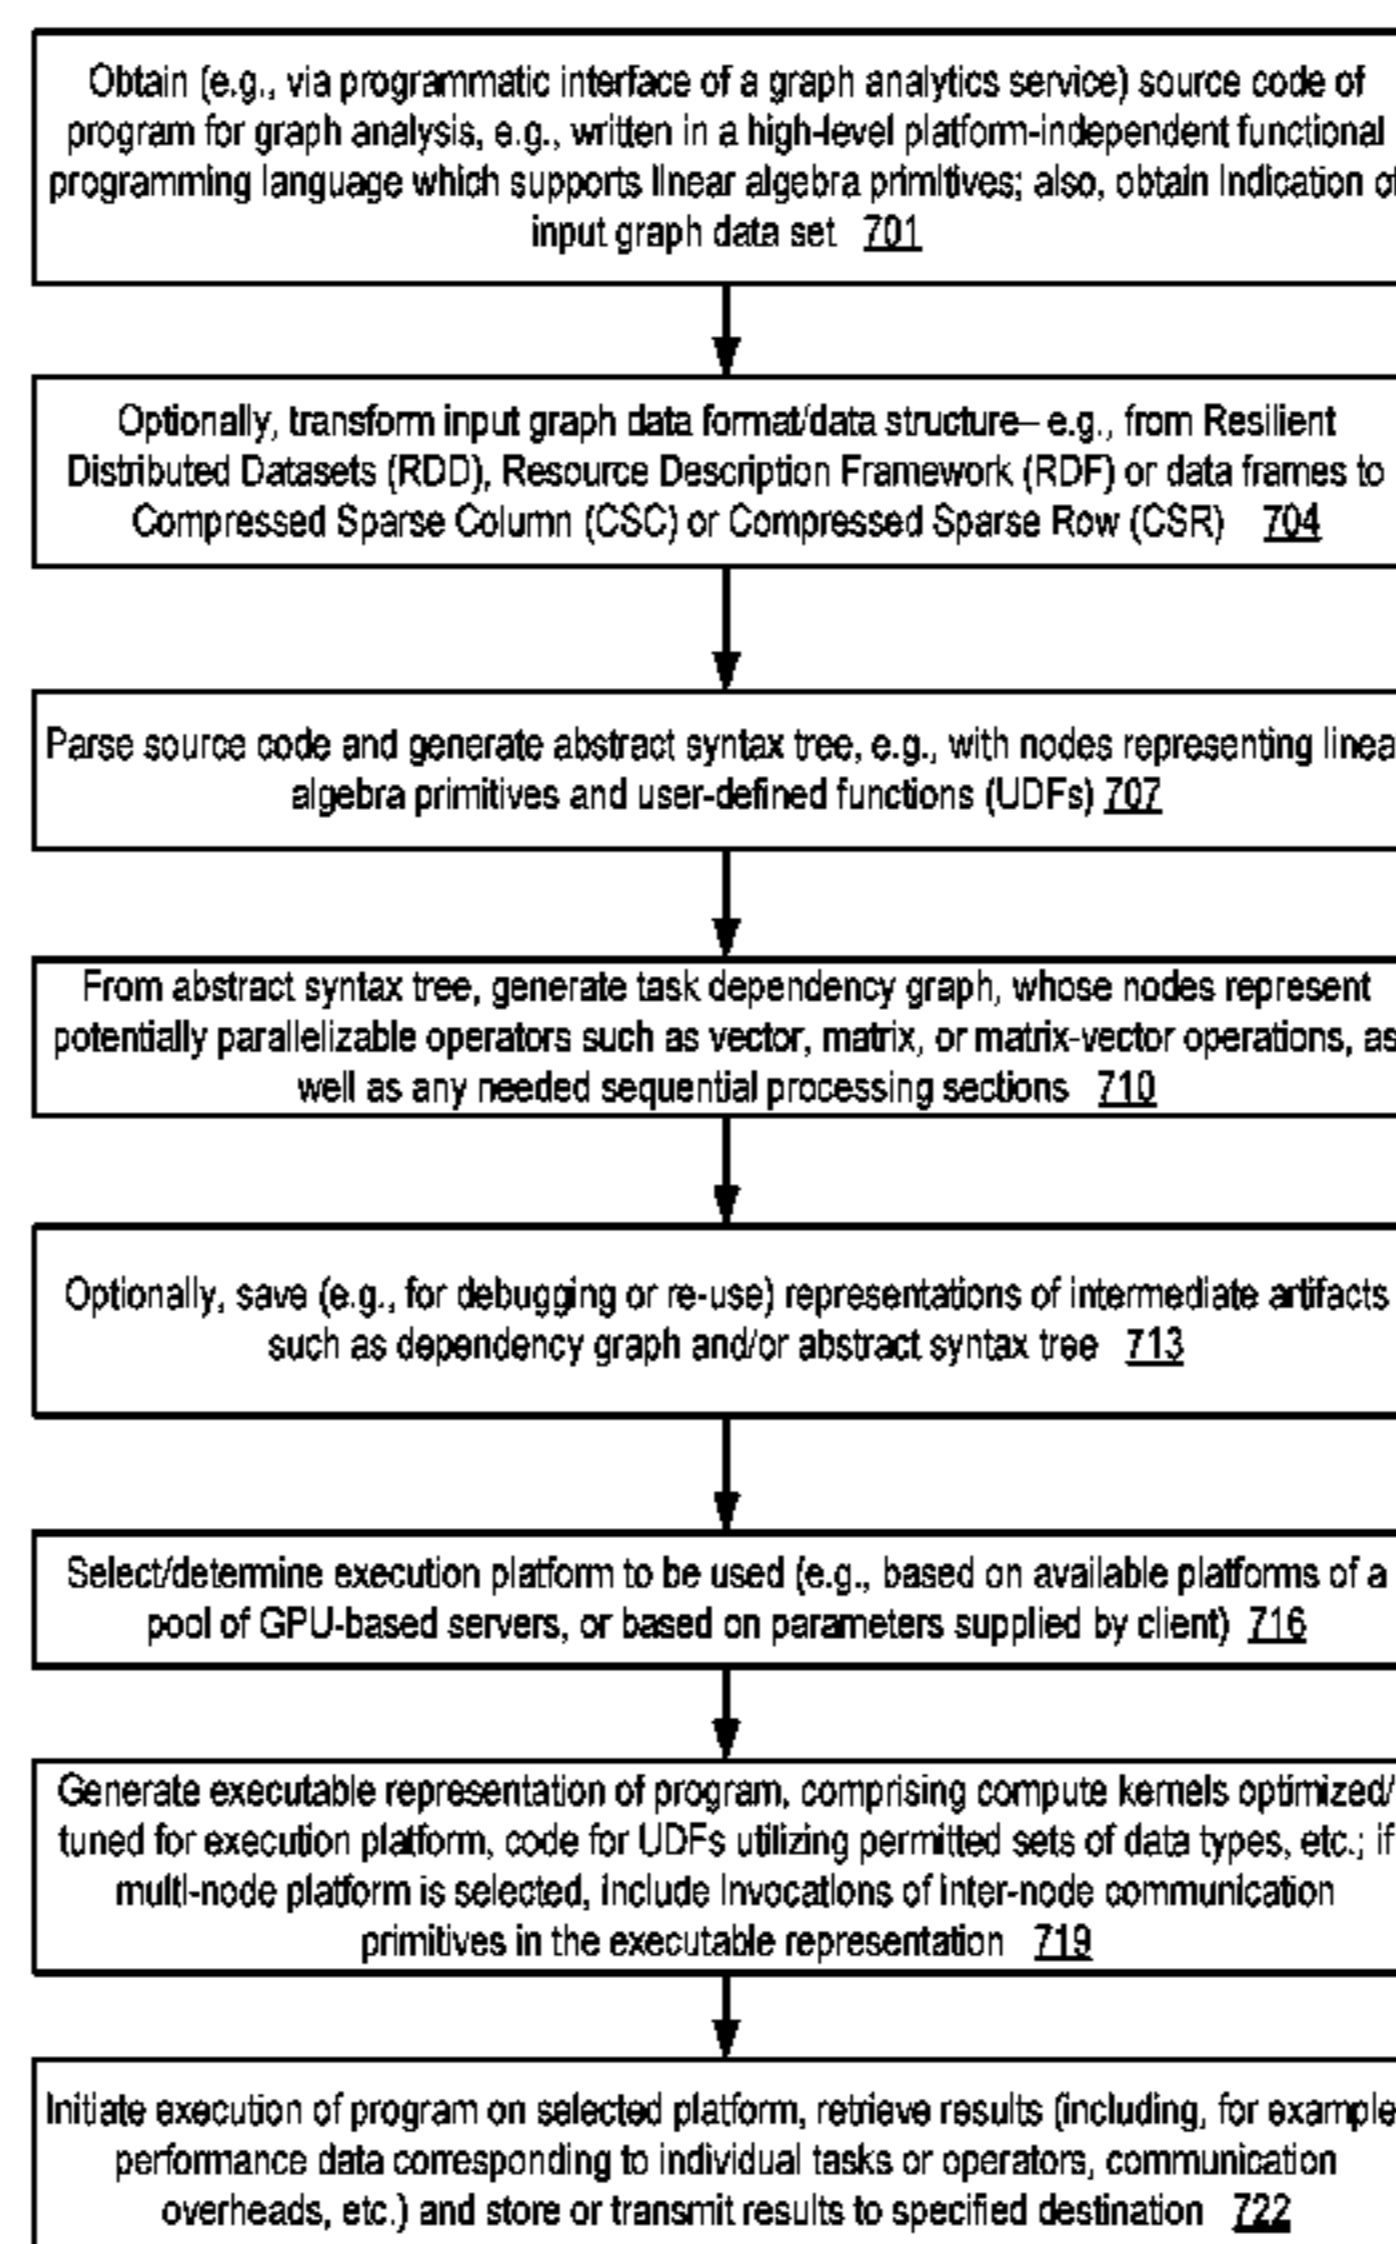 Obtain (e.g., via programmatic interface of a graph analytics service) source code of
program for graph analysis, e.g., written in a high-level platform-independent functional
programming language which supports linear algebra primitives; also, obtain indication of
input graph data set 701
Optionally, transform input graph data format/data structure– e.g., from Resilient
Distributed Datasets (RDD), Resource Description Framework (RDF) or data frames to
Compressed Sparse Column (CSC) or Compressed Sparse Row (CSR) 704
Parse source code and generate abstract syntax tree, e.g., with nodes representing linea
algebra primitives and user-defined functions (UDFs) 707
From abstract syntax tree, generate task dependency graph, whose nodes represent
potentially parallelizable operators such as vector, matrix, or matrix-vector operations, as
well as any needed sequential processing sections 710
Optionally, save (e.g., for debugging or re-use) representations of intermediate artifacts
such as dependency graph and/or abstract syntax tree 713
Select/determine execution platform to be used (e.g., based on available platforms of a
pool of GPU-based servers, or based on parameters supplied by client) 716
Generate executable representation of program, comprising compute kernels optimized/
tuned for execution platform, code for UDFs utilizing permitted sets of data types, etc.; if
multi-node platform is selected, include invocations of inter-node communication
primitives in the executable representation 719
Initiate execution of program on selected platform, retrieve results (including, for example
performance data corresponding to individual tasks or operators, communication
overheads, etc.) and store or transmit results to specified destination 722